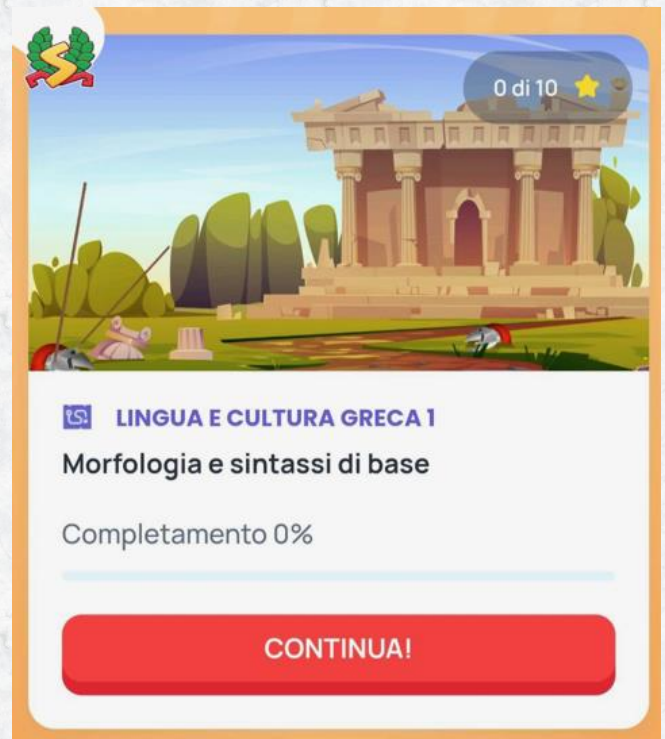 0 di 10
LINGUA E CULTURA GRECA 1
Morfologia e sintassi di base
Completamento 0%
CONTINUA!